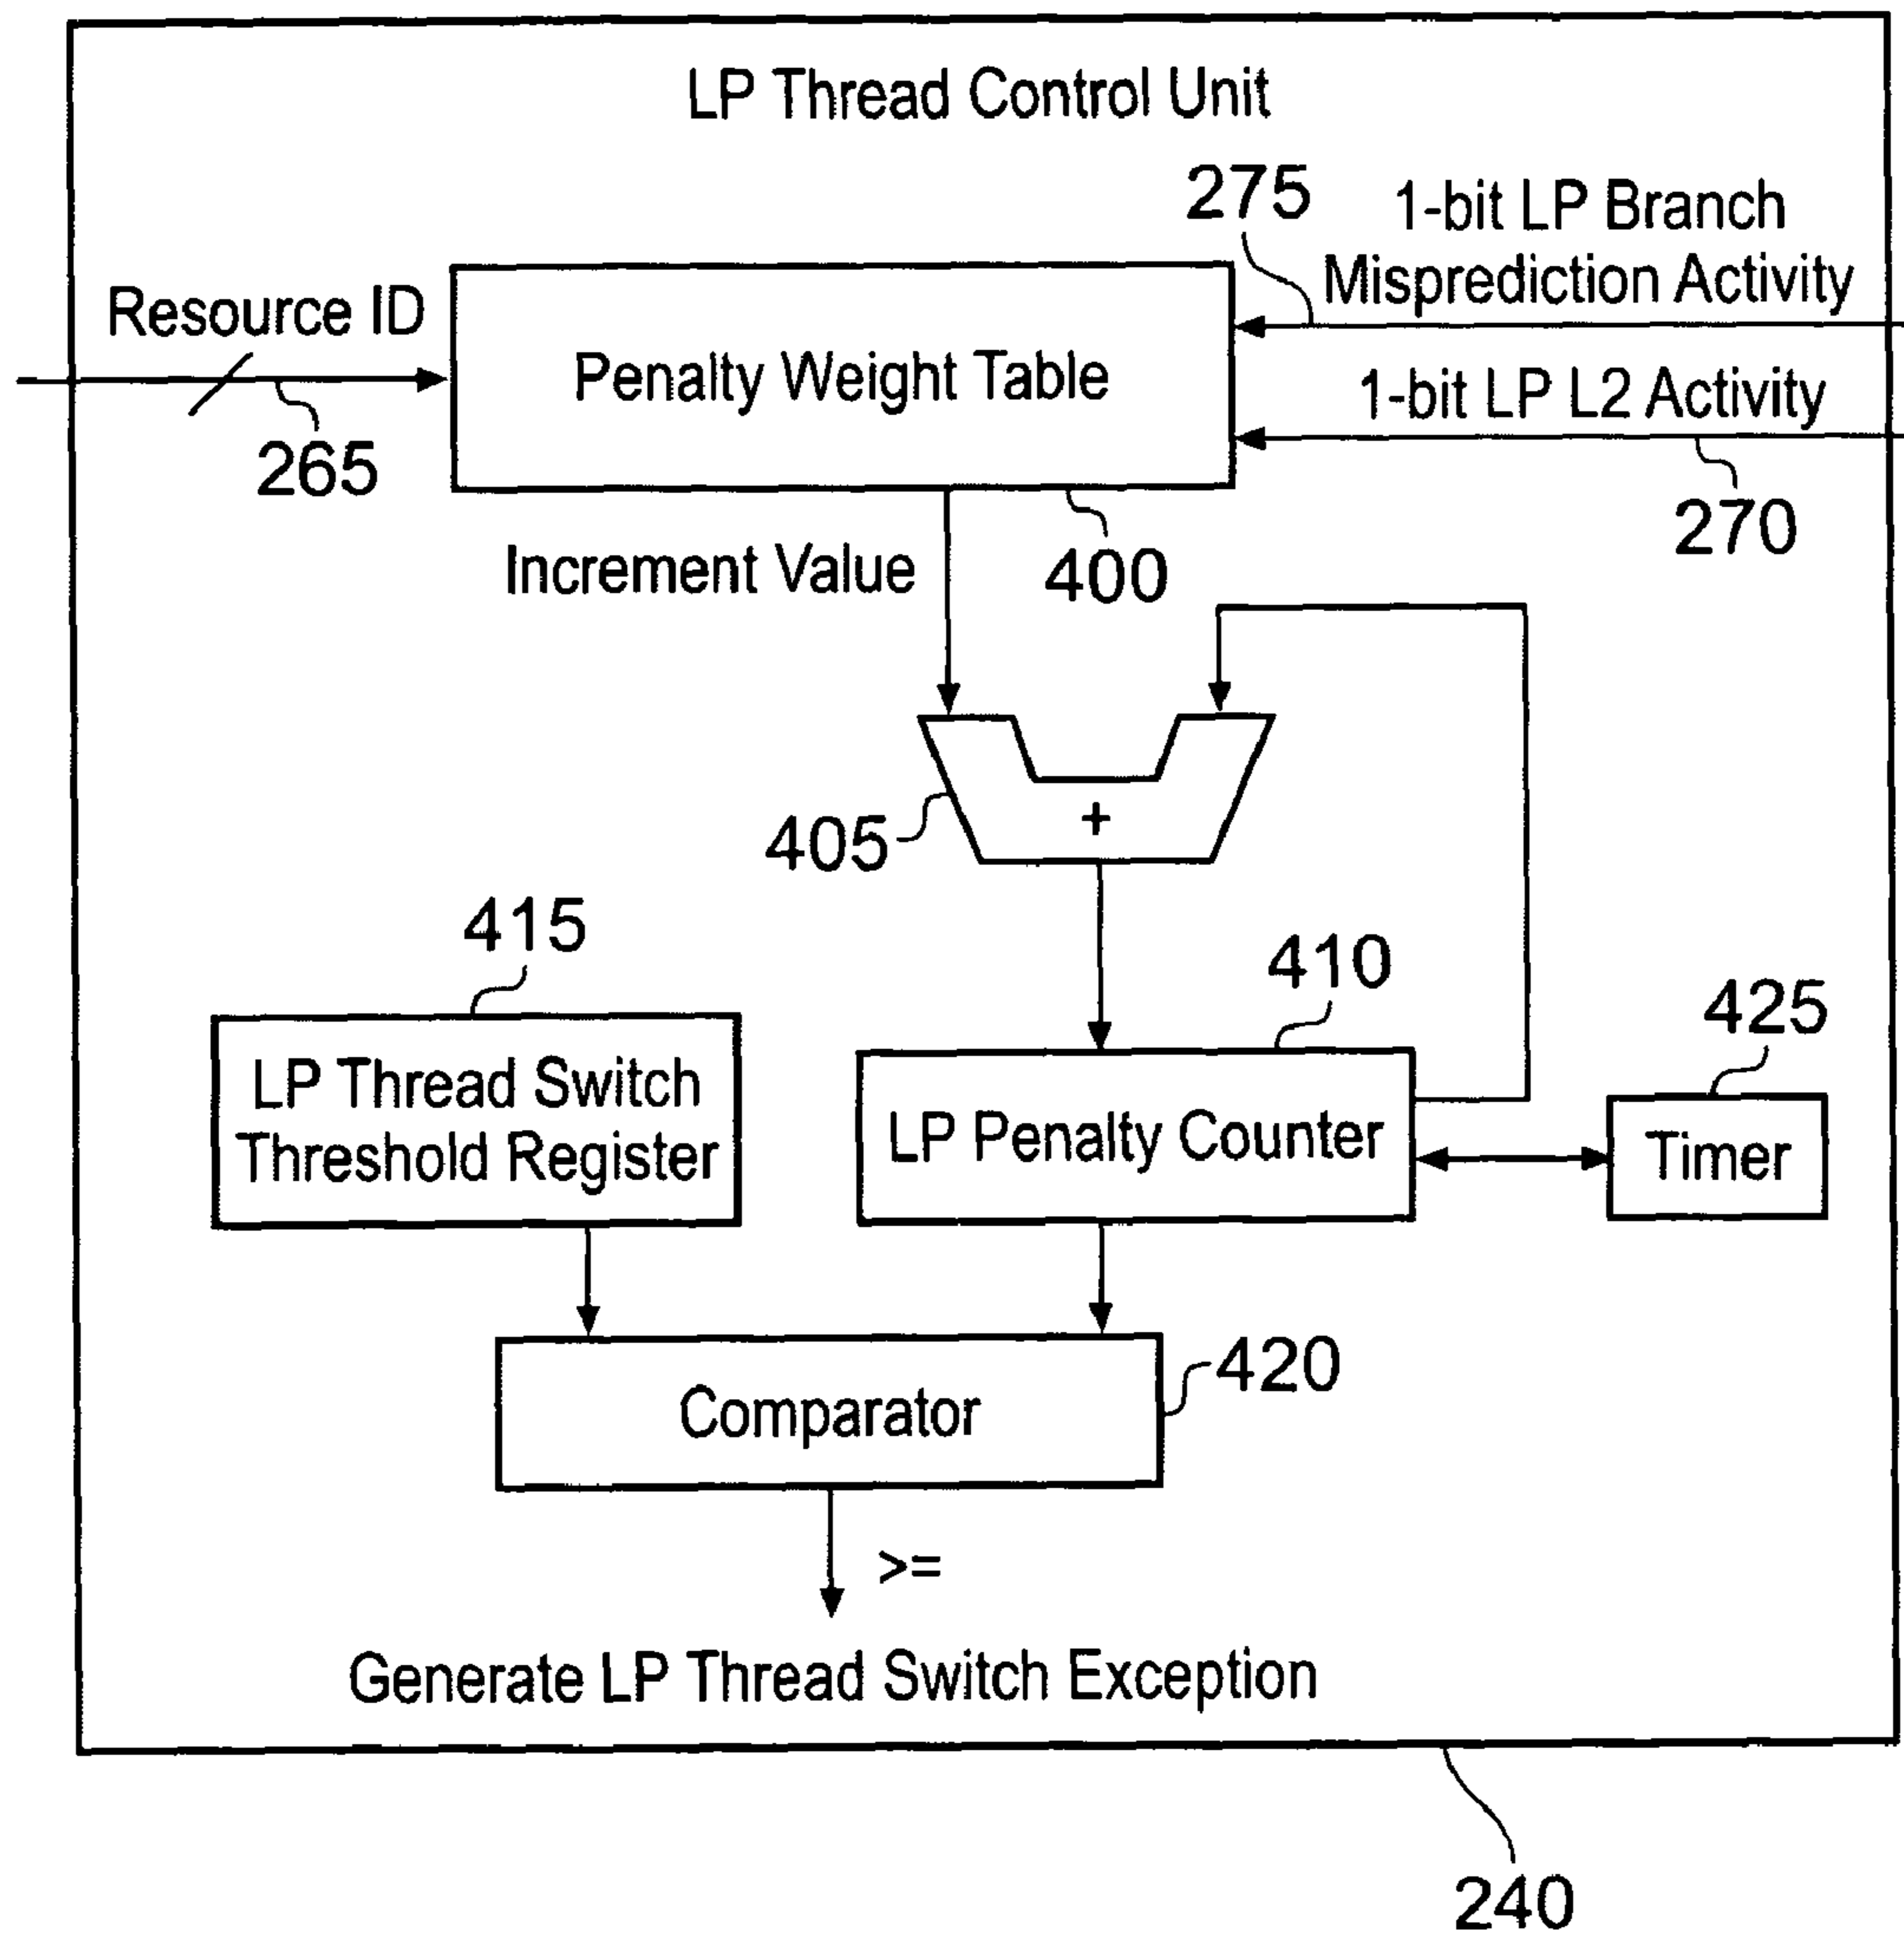 LP Thread Control Unit
275
1-bit LP Branch
Misprediction Activity
Resource ID
265
Penalty Weight Table
1-bit LP L2 Activity
270
Increment Value
400
405
+
415
410
425
LP Thread Switch
Threshold Register
LP Penalty Counter
Timer
Comparator
420
>=
Generate LP Thread Switch Exception
240